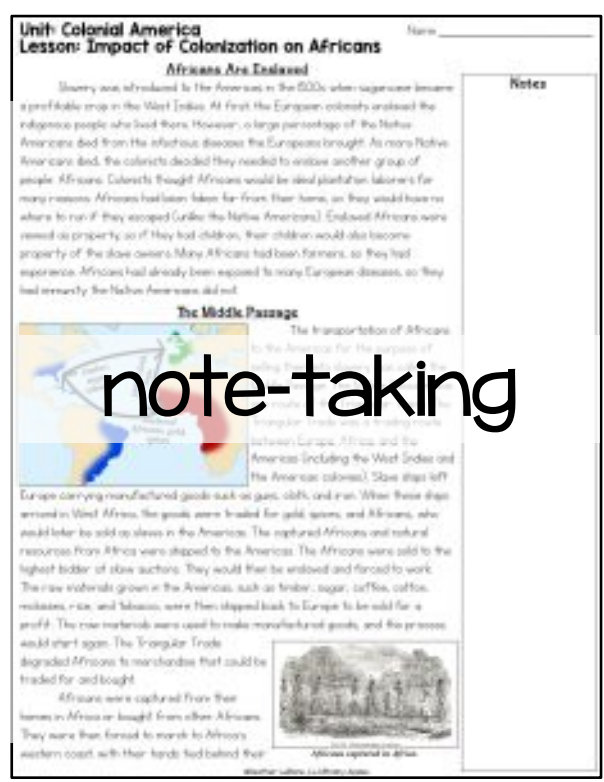 Unit: Colonial America
Name
Lesson: Impact of Colonization on Africans
Africans Are Enslaved
Notes
Slavery was introduced to the Americas in the 1500s when sugarcane became
a profitable crop in the West Indies. At first the European colonists enslaved the
indigenous people who lived there. However, a large percentage of the Native
Americans died from the infectious diseases the Europeans brought. As more Native
Americans died, the colonists decided they needed to enslave another group of
people: Africans. Colonists thought Africans would be ideal plantation laborers for
many reasons. Africans had been taken far from their home, so they would have no
where to run if they escaped (unlike the Native Americans). Enslaved Africans were
viewed as property, so if they had children, their children would also become
property of the slave owners. Many Africans had been farmers, so they had
experience. Africans had already been exposed to many European diseases, so they
had immunity the Native Americans did not.
The Middle Passage
The transportation of Africans
to the Americas for the purpose of
note-taking
Triangular Trade was a trading route
between Europe, Africa, and the
Americas (including the West Indies and
the American colonies). Slave ships left
Europe carrying manufactured goods such as guns, cloth, and iron. When these ships
arrived in West Africa, the goods were traded for gold, spices, and Africans, who
would later be sold as slaves in the Americas. The captured Africans and natural
resources from Africa were shipped to the Americas. The Africans were sold to the
highest bidder at slave auctions. They would then be enslaved and forced to work.
The raw materials grown in the Americas, such as timber, sugar, coffee, cotton,
molasses, rice, and tobacco, were then shipped back to Europe to be sold for a
profit. The raw materials were used to make manufactured goods, and the process
would start again. The Triangular Trade
degraded Africans to merchandise that could be
traded for and bought.
Africans were captured from their
homes in Africa or bought from other Africans.
They were then forced to march to Africa's
western coast, with their hands tied behind their
Africans captured in Africa